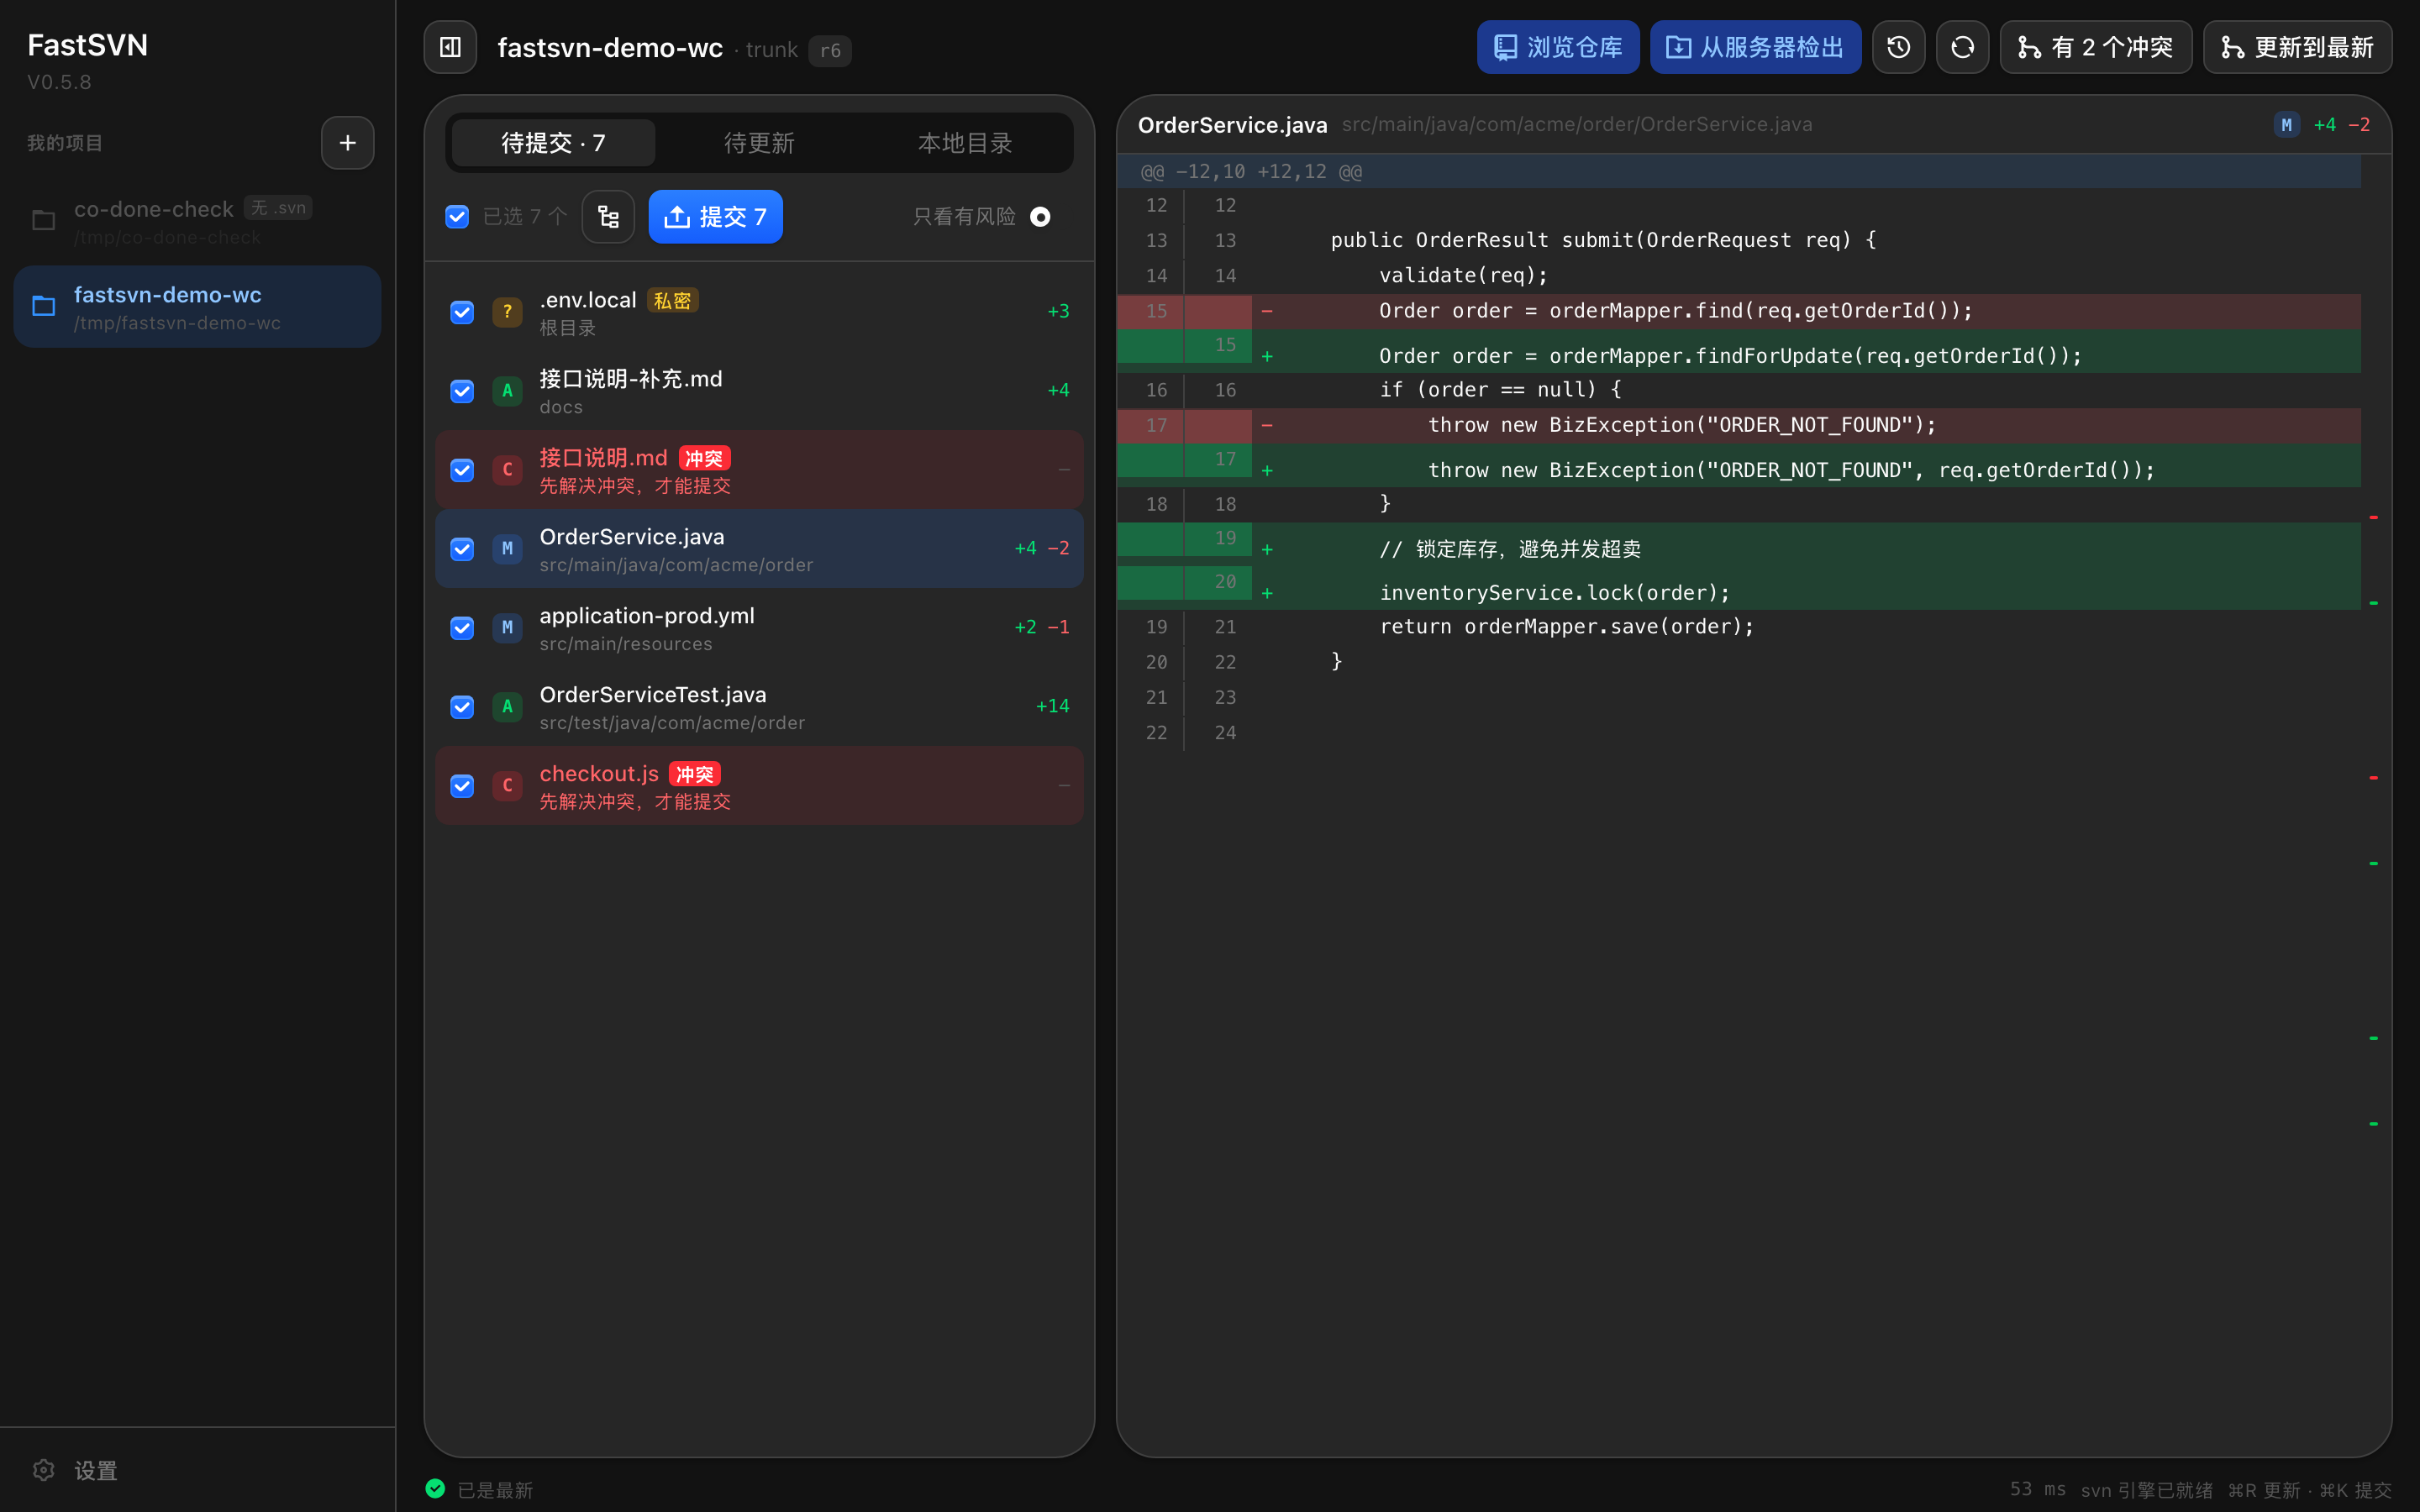 FastSVN
V0.5.8
我的项目
+
co-done-check 无 .svn
/tmp/co-done-check
fastsvn-demo-wc
/tmp/fastsvn-demo-wc
设置
fastsvn-demo-wc · trunk r6
浏览仓库
从服务器检出
有 2 个冲突
更新到最新
待提交 · 7
待更新
本地目录
已选 7 个
提交 7
只看有风险
? .env.local 私密 +3
根目录
A 接口说明-补充.md +4
docs
C 接口说明.md 冲突 —
先解决冲突，才能提交
M OrderService.java +4 −2
src/main/java/com/acme/order
M application-prod.yml +2 −1
src/main/resources
A OrderServiceTest.java +14
src/test/java/com/acme/order
C checkout.js 冲突 —
先解决冲突，才能提交
OrderService.java src/main/java/com/acme/order/OrderService.java M +4 −2
@@ −12,10 +12,12 @@
12 12
13 13 public OrderResult submit(OrderRequest req) {
14 14 validate(req);
15 − Order order = orderMapper.find(req.getOrderId());
15 + Order order = orderMapper.findForUpdate(req.getOrderId());
16 16 if (order == null) {
17 − throw new BizException("ORDER_NOT_FOUND");
17 + throw new BizException("ORDER_NOT_FOUND", req.getOrderId());
18 18 }
19 + // 锁定库存，避免并发超卖
20 + inventoryService.lock(order);
19 21 return orderMapper.save(order);
20 22 }
21 23
22 24
已是最新
53 ms svn 引擎已就绪 ⌘R 更新 · ⌘K 提交